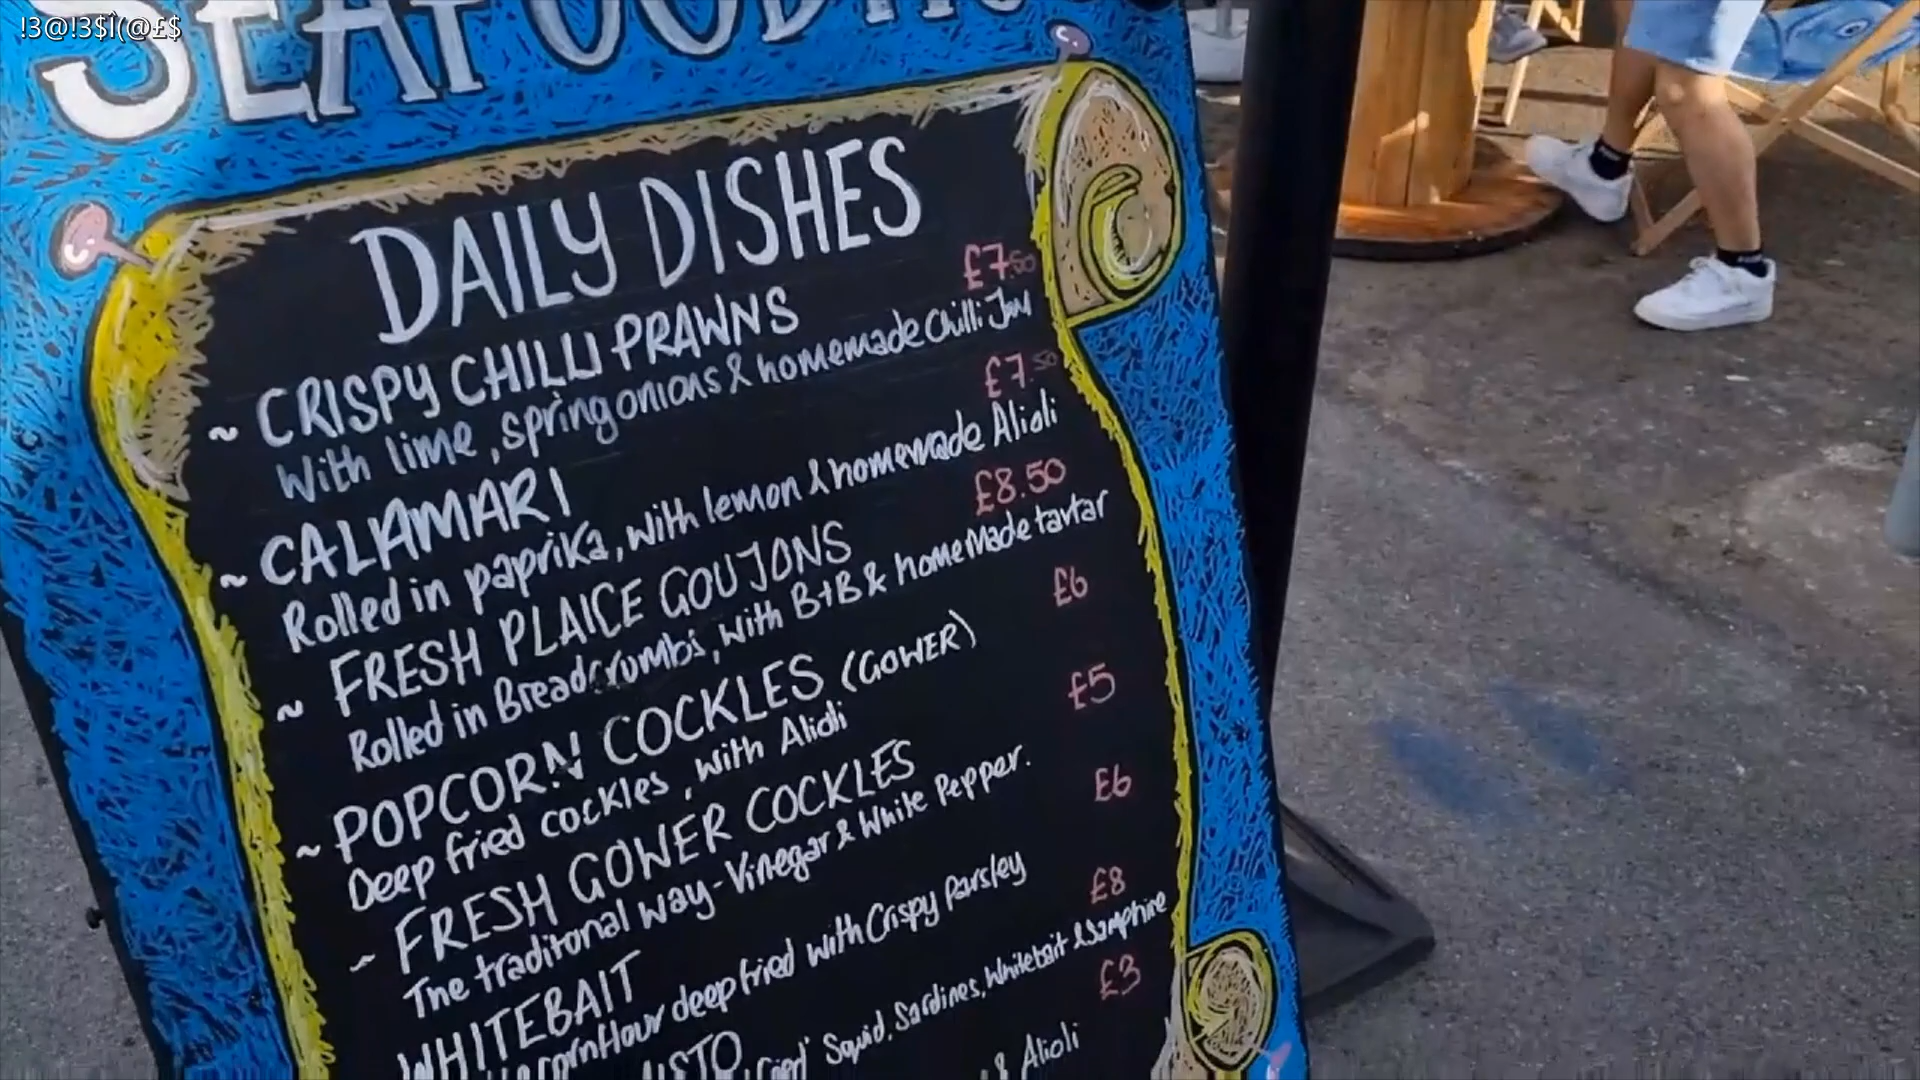 !3@!3$Ì(@£$
DAILY DISHES
~ CRISPY CHILLI PRAWNS £7.50
With lime, spring onions & homemade Chilli Jam
~ CALAMARI £7.50
Rolled in paprika, with lemon & homemade Alioli
~ FRESH PLAICE GOUJONS £8.50
Rolled in Breadcrumbs, with B+B & homemade tartar
~ POPCORN COCKLES (GOWER) £6
Deep fried cockles, with Alioli
~ FRESH GOWER COCKLES £5
The traditonal way - Vinegar & White Pepper.
WHITEBAIT £6
deep fried with Crispy Parsley
£8
Squid, Sardines, Whitebait & Samphire
£3
& Alioli